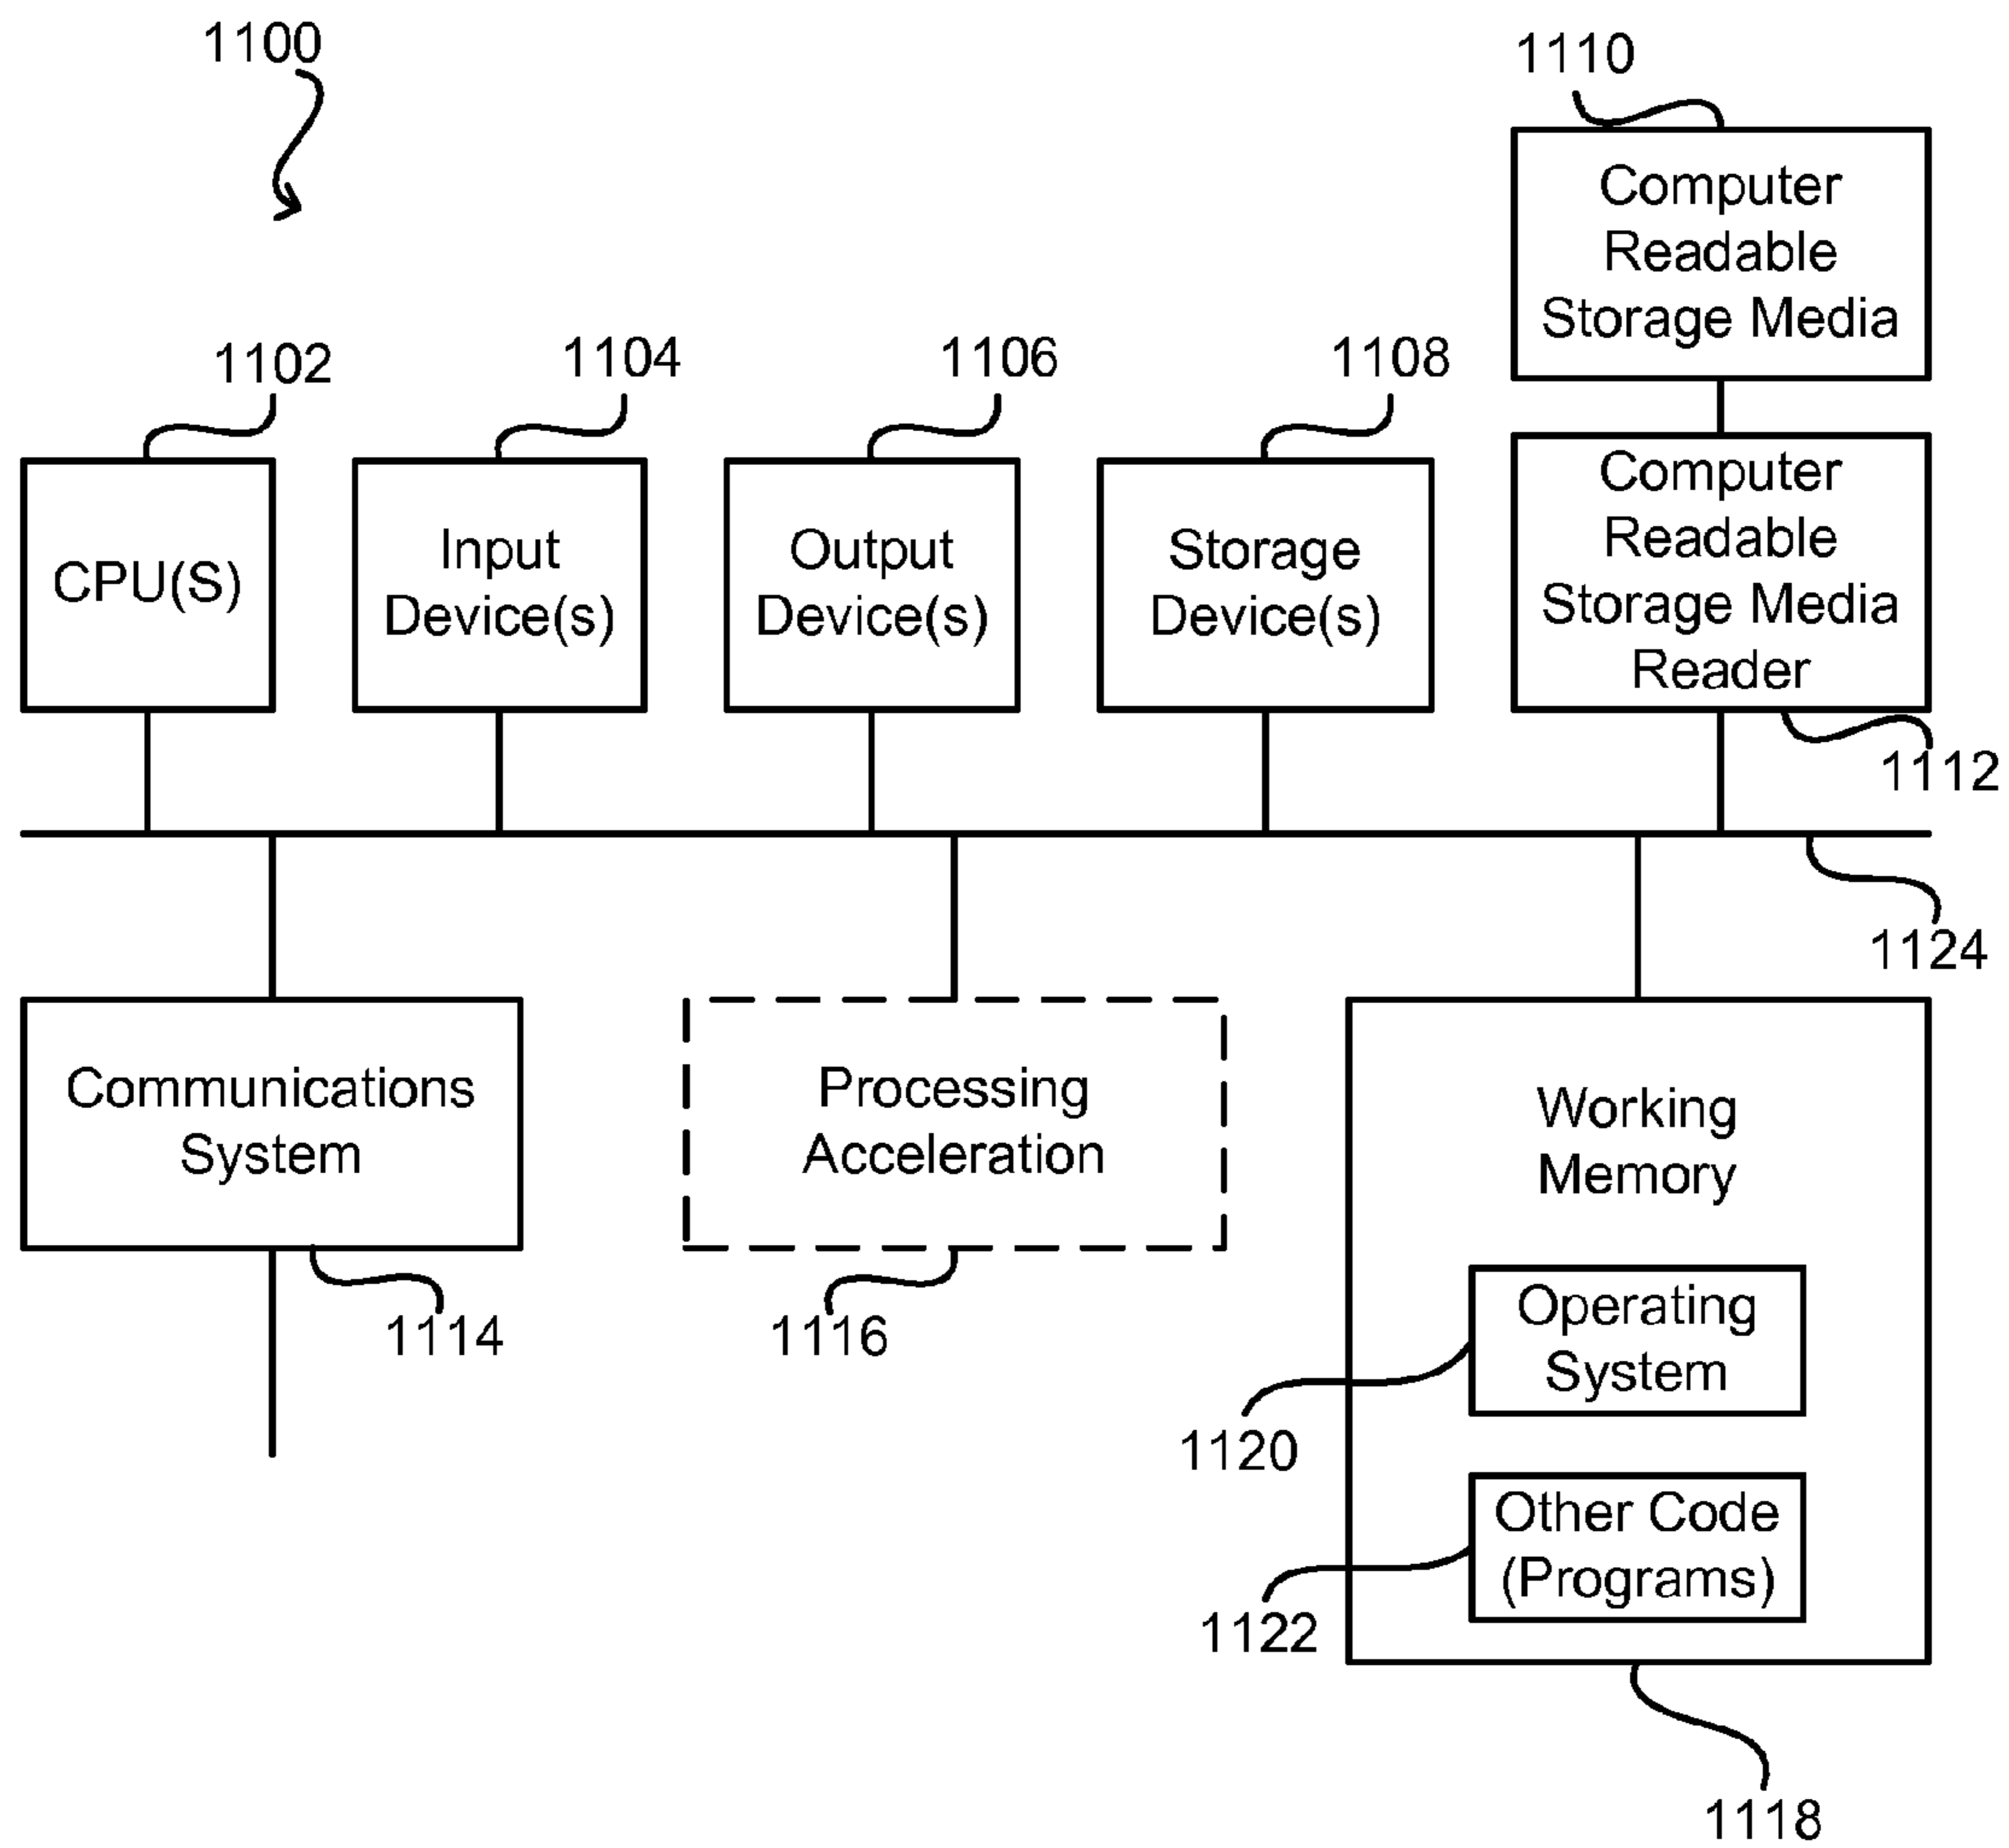 1100
1110
Computer
Readable
Storage Media
1102
1104
1106
1108
CPU(S)
Input
Device(s)
Output
Device(s)
Storage
Device(s)
Computer
Readable
Storage Media
Reader
1112
1124
Communications
System
1114
Processing
Acceleration
1116
Working
Memory
Operating
System
1120
Other Code
(Programs)
1122
1118